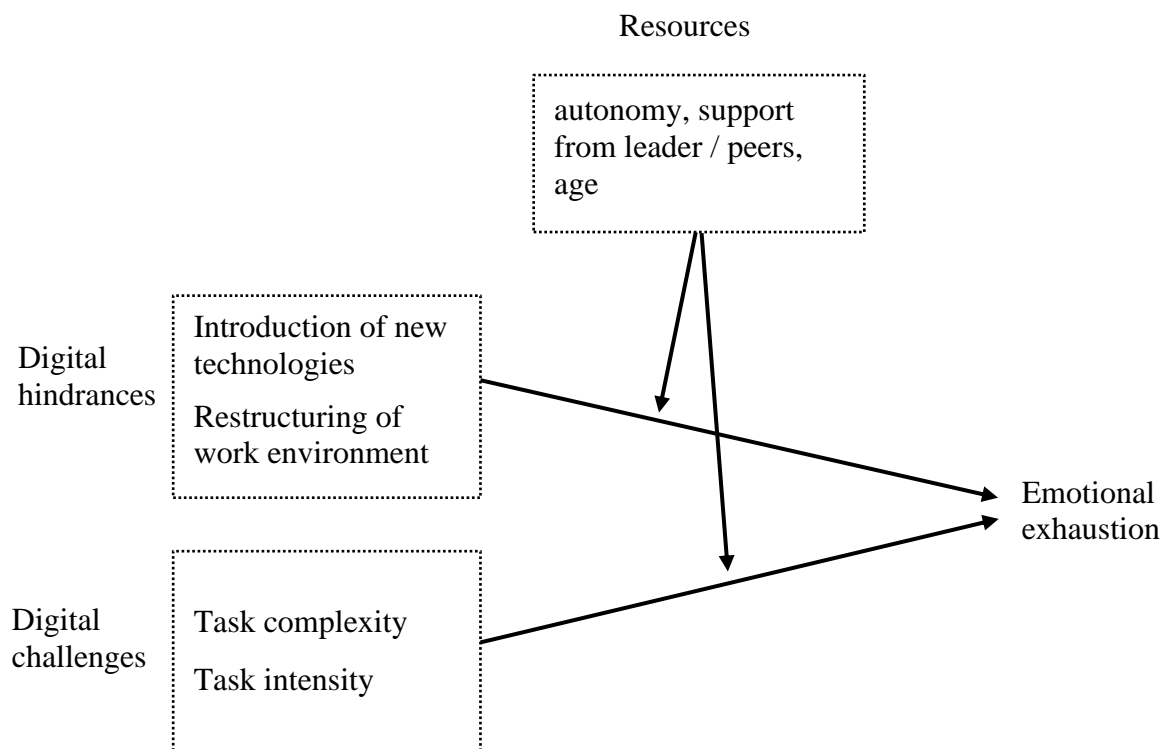 Resources
autonomy, support
from leader / peers,
age
Digital
hindrances
Introduction of new
technologies
Restructuring of
work environment
Emotional
exhaustion
Digital
challenges
Task complexity
Task intensity